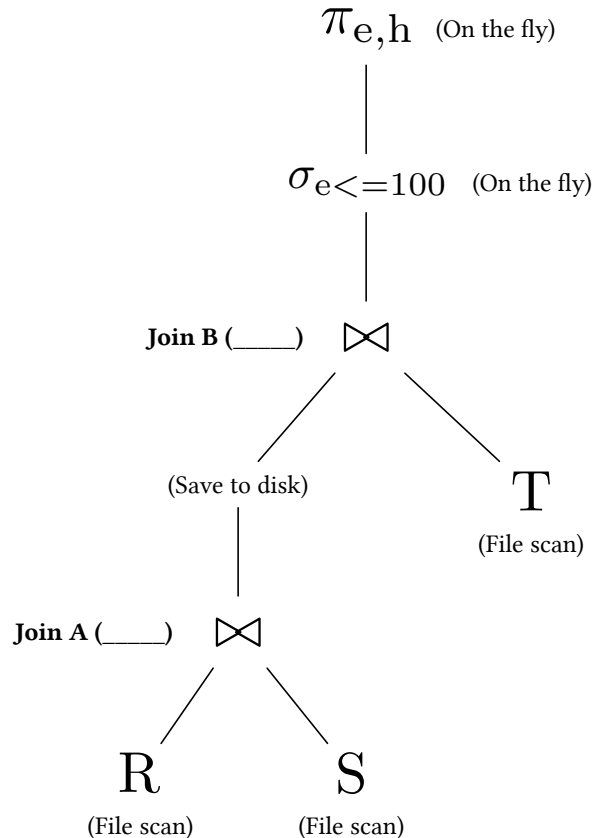 π e,h (On the fly)
σ e<=100 (On the fly)
Join B (_____) ⋈
(Save to disk)
T
(File scan)
Join A (_____) ⋈
R S
(File scan) (File scan)